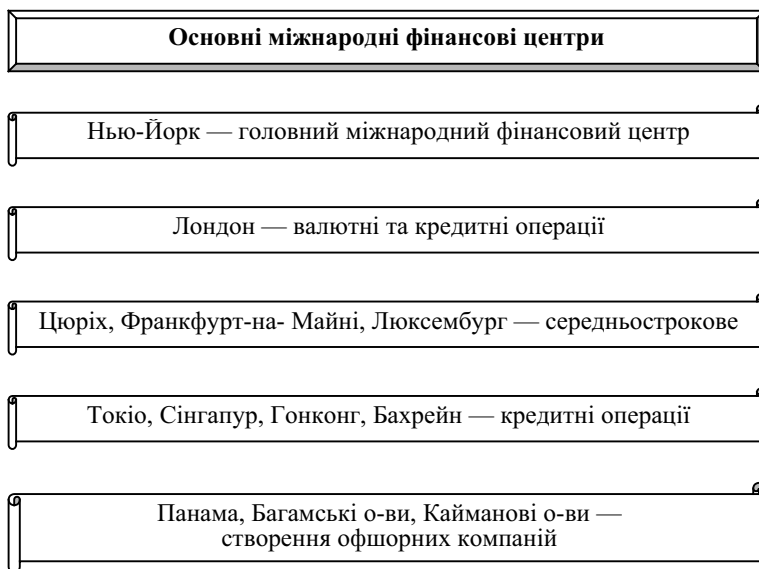 Основні міжнародні фінансові центри
Нью-Йорк — головний міжнародний фінансовий центр
Лондон — валютні та кредитні операції
Цюріх, Франкфурт-на- Майні, Люксембург — середньострокове
Токіо, Сінгапур, Гонконг, Бахрейн — кредитні операції
Панама, Багамські о-ви, Кайманові о-ви —
створення офшорних компаній